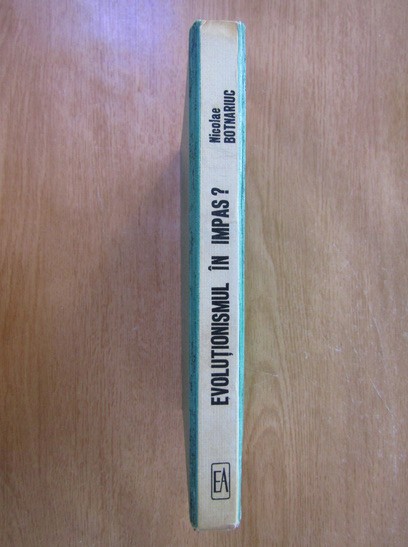 Nicolae
BOTNARIUC
EVOLUȚIONISMUL ÎN IMPAS?
EA